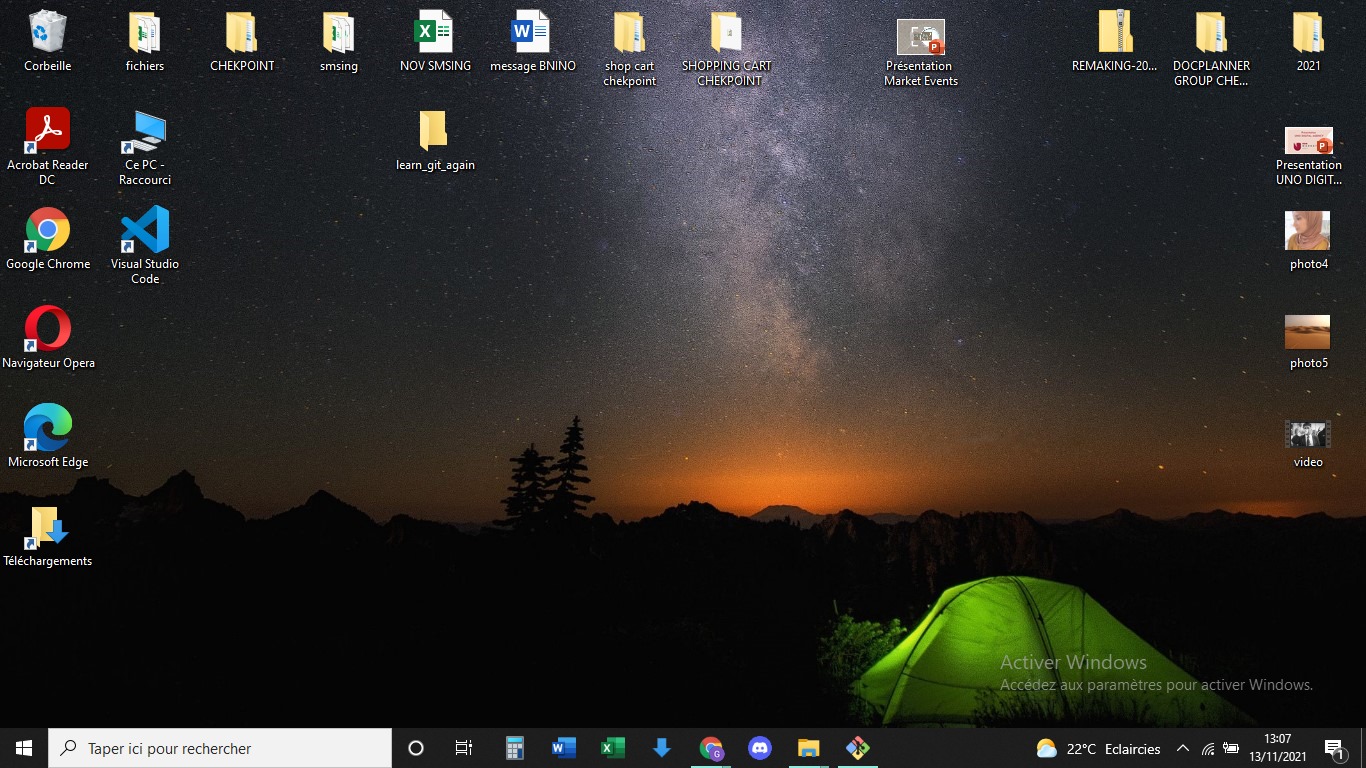 Corbeille
fichiers
CHEKPOINT
smsing
NOV SMSING
message BNINO
shop cart
chekpoint
SHOPPING CART
CHEKPOINT
Présentation
Market Events
REMAKING-20...
DOCPLANNER
GROUP CHE...
2021
Acrobat Reader
DC
Ce PC -
Raccourci
learn_git_again
Presentation
UNO DIGIT...
Google Chrome
Visual Studio
Code
photo4
Navigateur Opera
photo5
Microsoft Edge
video
Téléchargements
Activer Windows
Accédez aux paramètres pour activer Windows.
Taper ici pour rechercher
22°C Eclaircies
13:07
13/11/2021
1